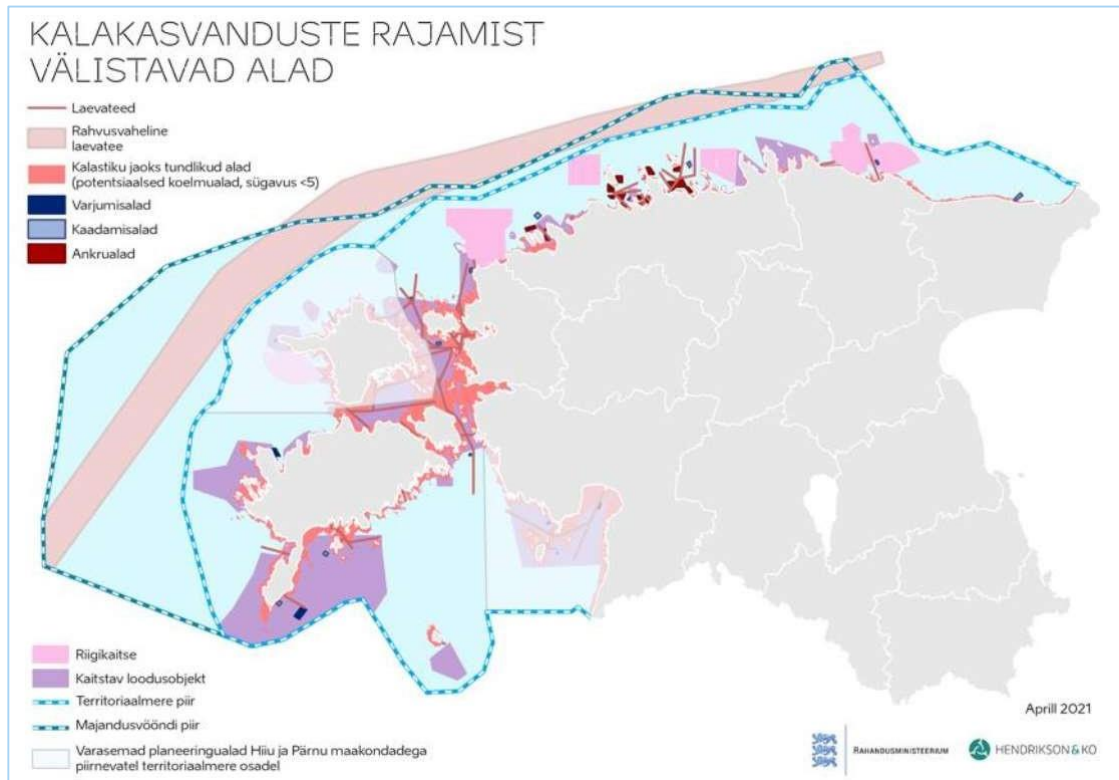 KALAKASVANDUSTE RAJAMIST
VÄLISTAVAD ALAD
Laevateed
Rahvusvaheline
laevatee
Kalastiku jaoks tundlikud alad
(potentsiaalsed koelmualad, sügavus <5)
Varjumisalad
Kaadamisalad
Ankrualad
Riigikaitse
Kaitstav loodusobjekt
Territoriaalmere piir
Majandusvööndi piir
Varasemad planeeringualad Hiiu ja Pärnu maakondadega
piirnevatel territoriaalmere osadel
Aprill 2021
RAHANDUSMINISTEERIUM
HENDRIKSON & KO